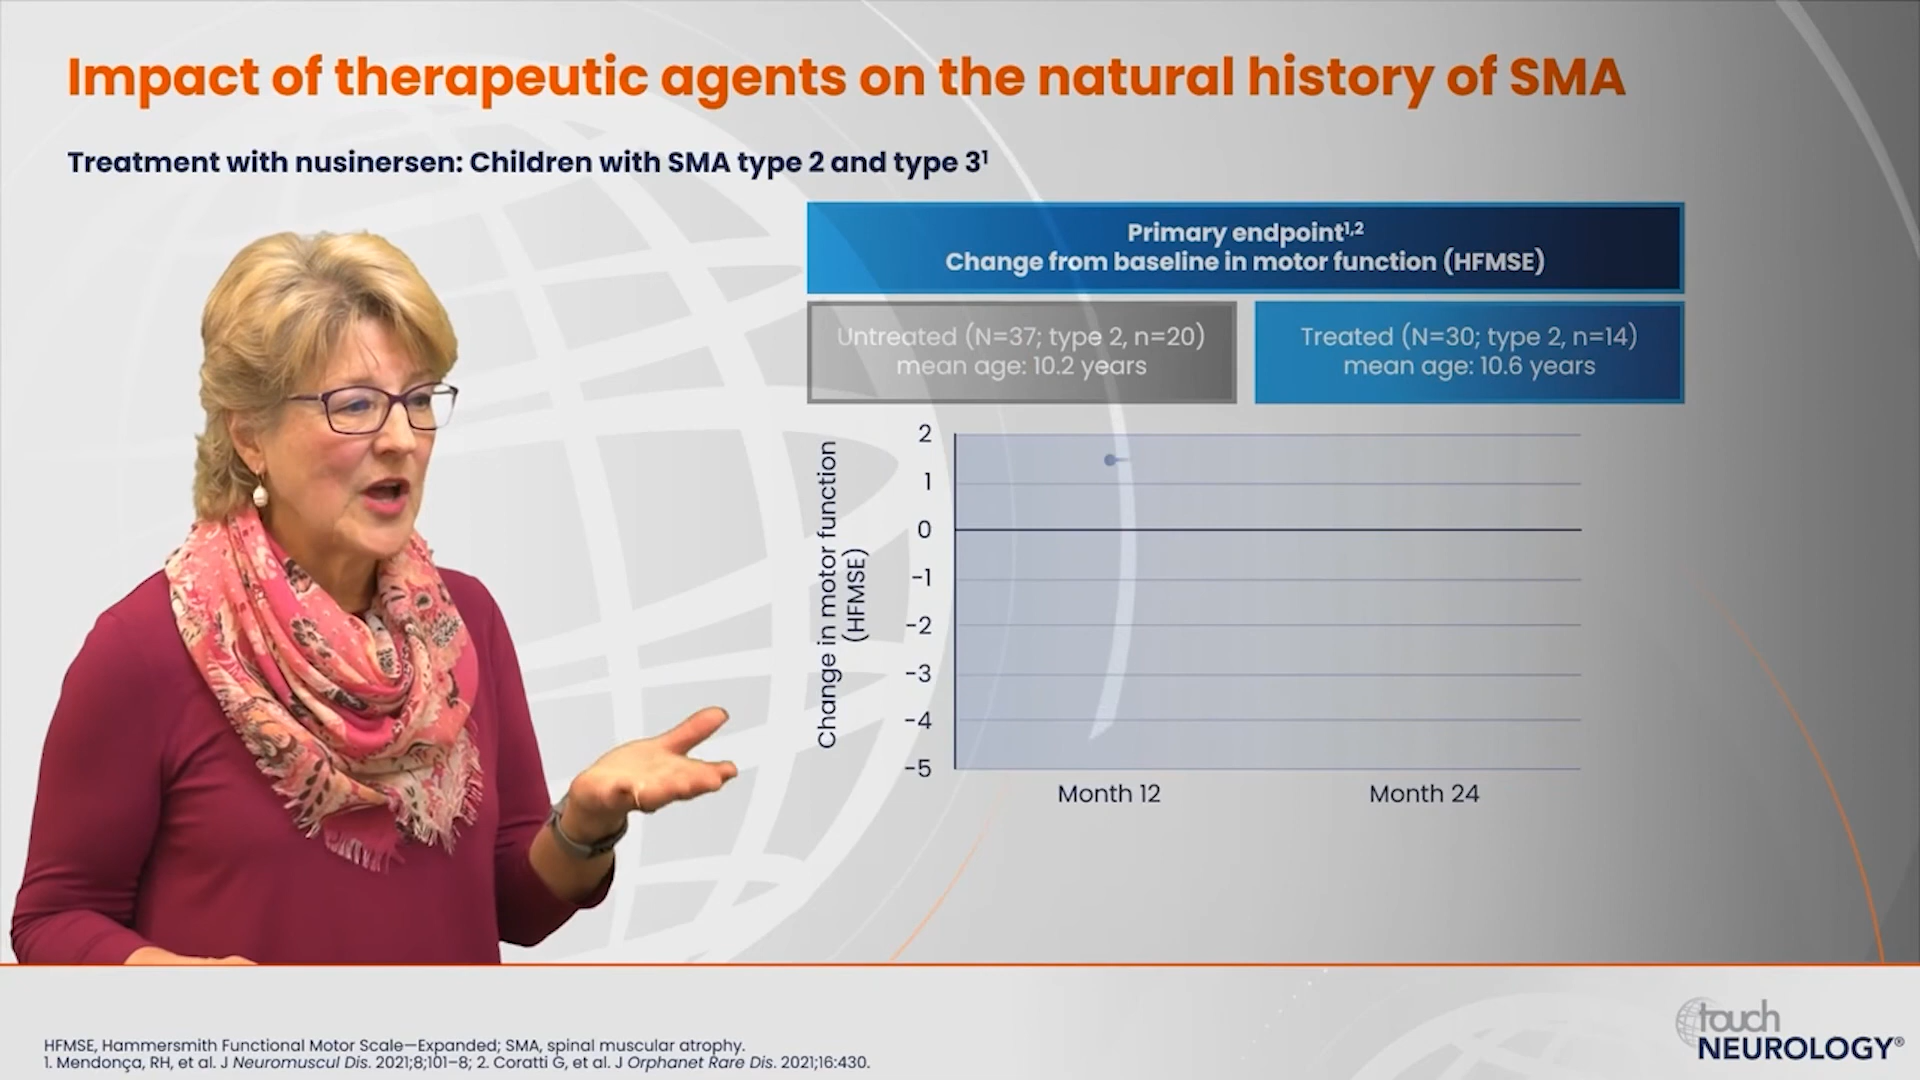 Impact of therapeutic agents on the natural history of SMA
Treatment with nusinersen: Children with SMA type 2 and type 3¹
Primary endpoint¹,²
Change from baseline in motor function (HFMSE)
Untreated (N=37; type 2, n=20)
mean age: 10.2 years
Treated (N=30; type 2, n=14)
mean age: 10.6 years
Change in motor function
(HFMSE)
2
1
0
-1
-2
-3
-4
-5
Month 12
Month 24
HFMSE, Hammersmith Functional Motor Scale—Expanded; SMA, spinal muscular atrophy.
1. Mendonça, RH, et al. J Neuromuscul Dis. 2021;8;101–8; 2. Coratti G, et al. J Orphanet Rare Dis. 2021;16:430.
touch
NEUROLOGY®